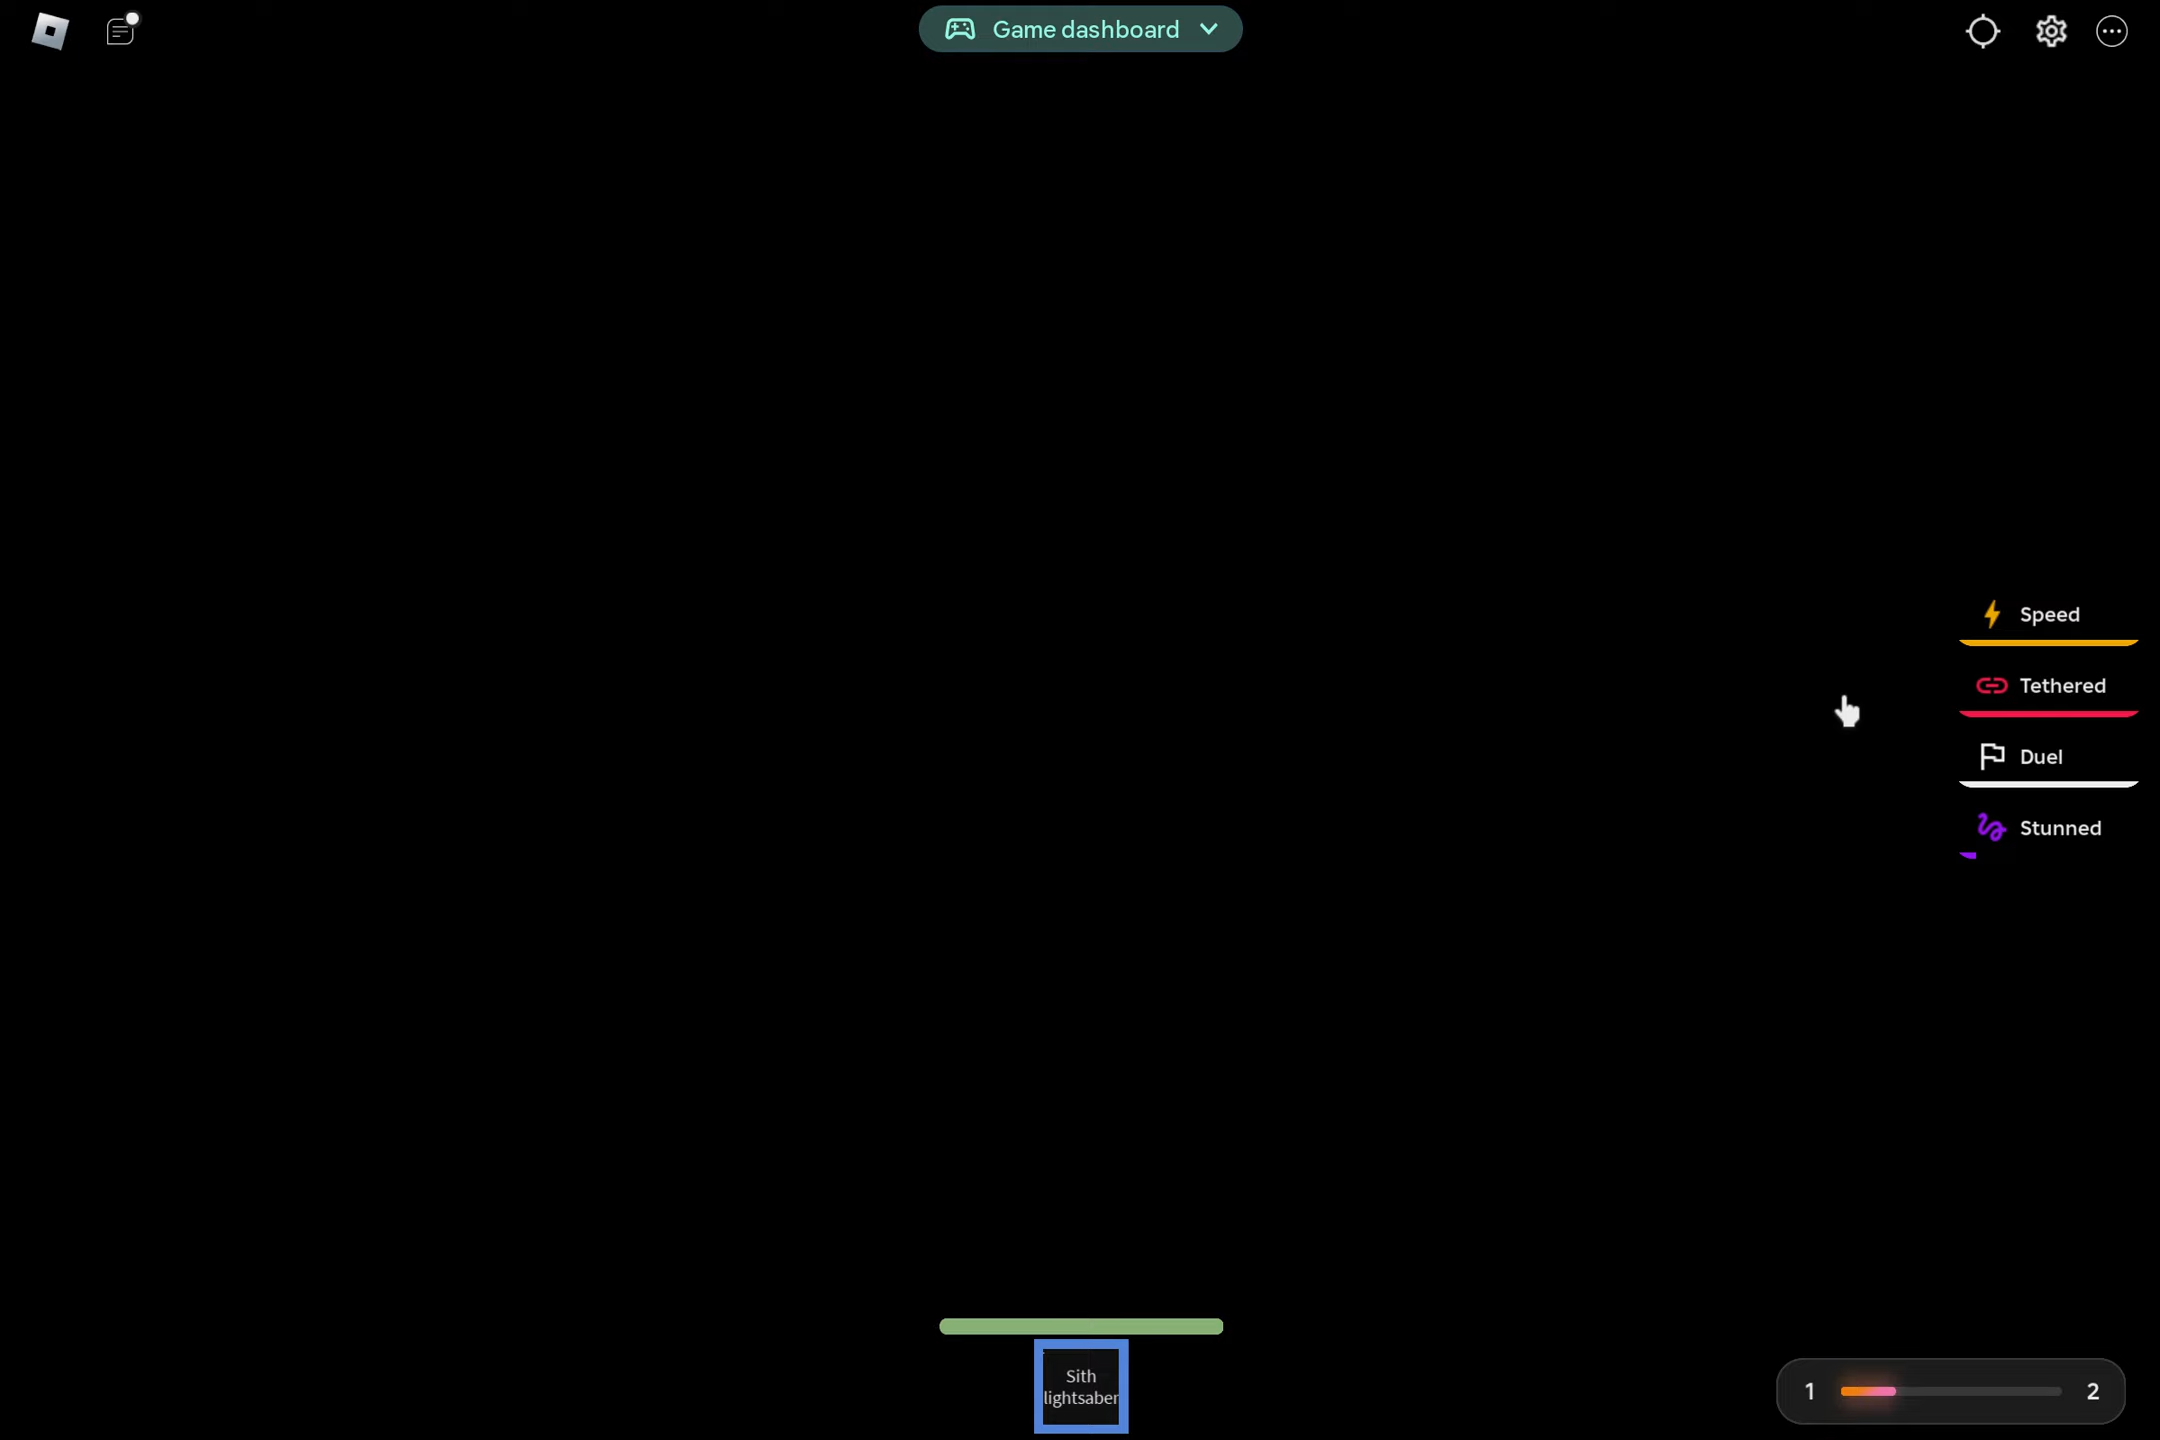 Game dashboard
Speed
Tethered
Duel
Stunned
Sith
lightsaber
1 2